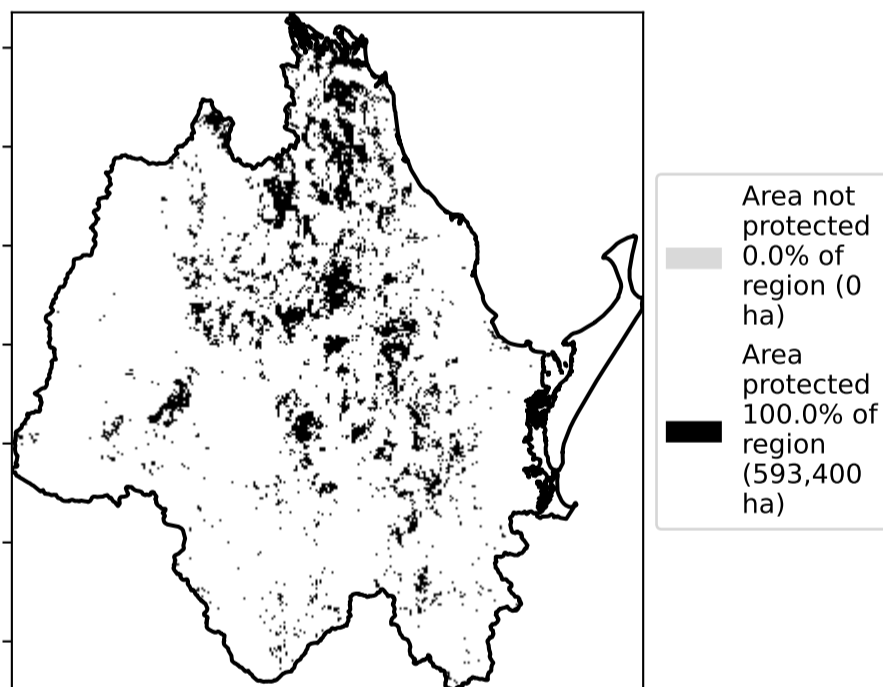 Area not
protected
0.0% of
region (0
ha)
Area
protected
100.0% of
region
(593,400
ha)